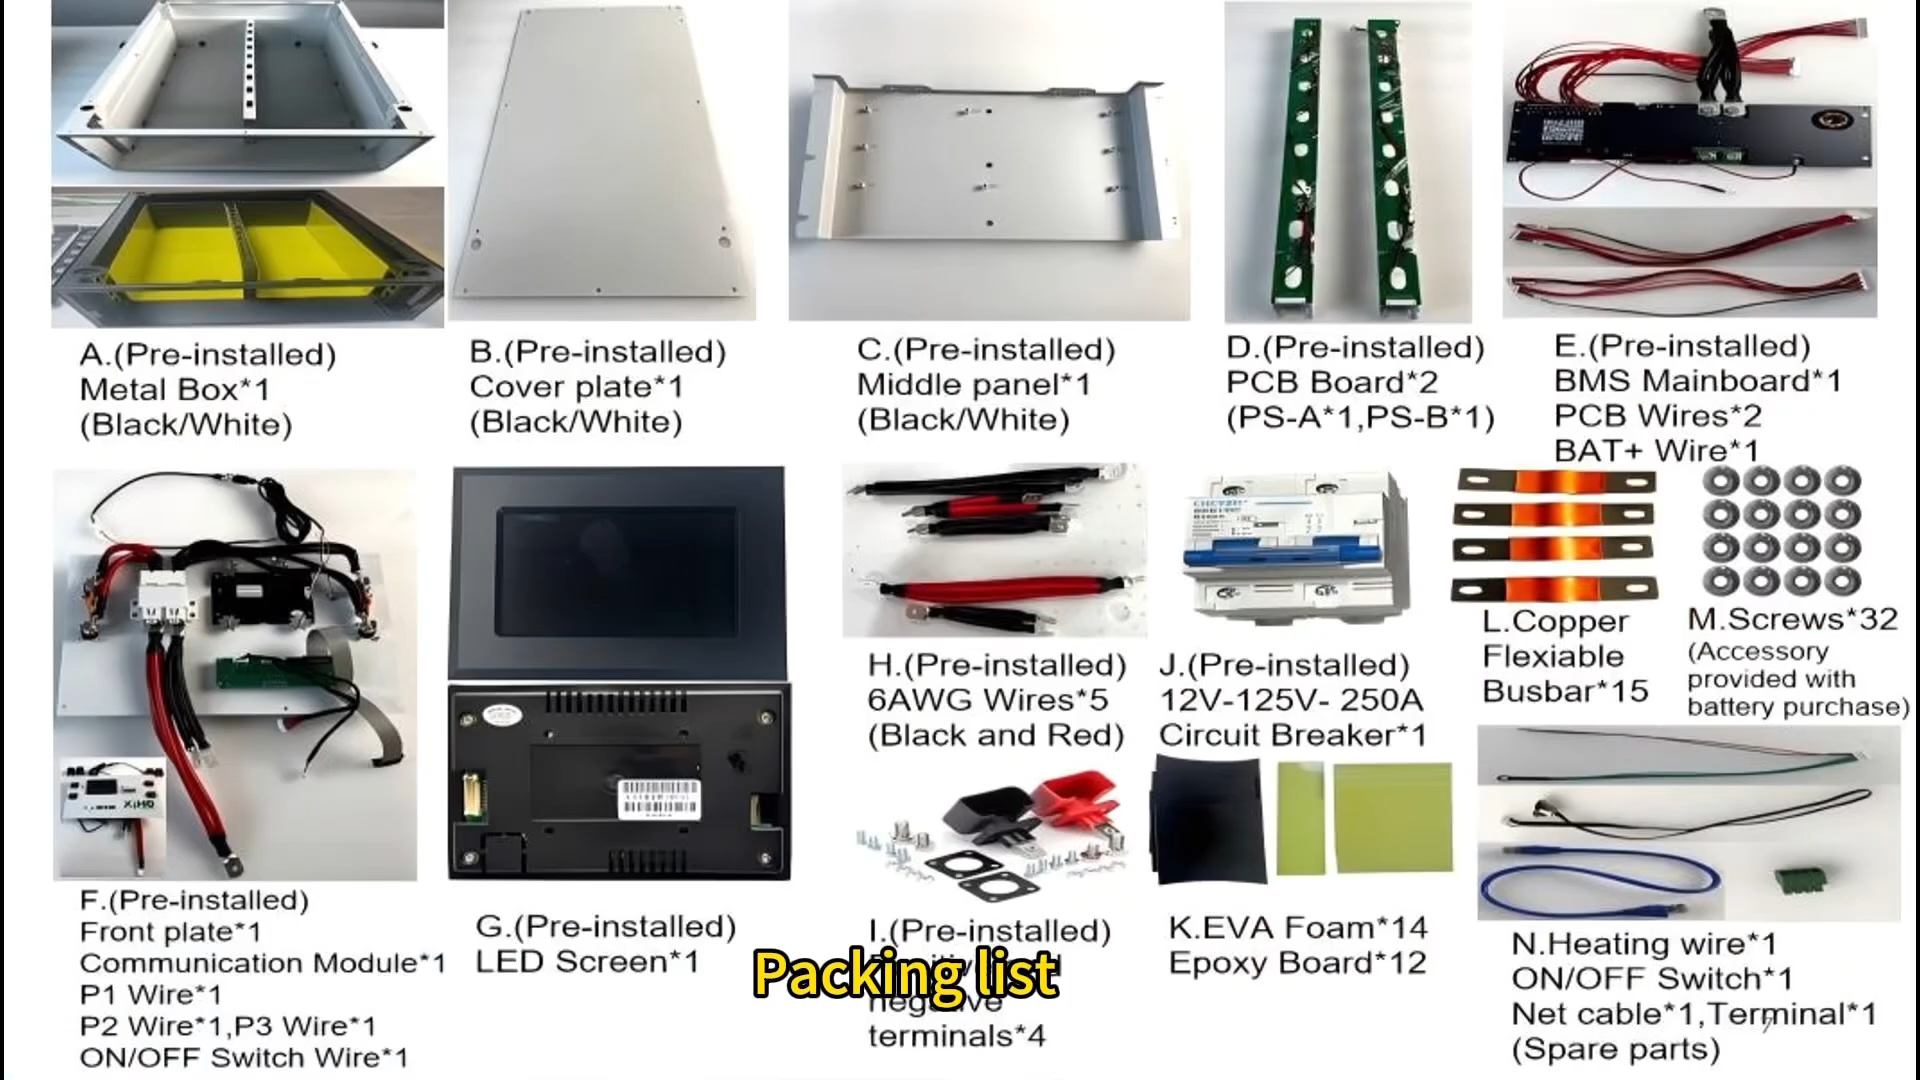 A.(Pre-installed)
Metal Box*1
(Black/White)
B.(Pre-installed)
Cover plate*1
(Black/White)
C.(Pre-installed)
Middle panel*1
(Black/White)
D.(Pre-installed)
PCB Board*2
(PS-A*1,PS-B*1)
E.(Pre-installed)
BMS Mainboard*1
PCB Wires*2
BAT+ Wire*1
F.(Pre-installed)
Front plate*1
Communication Module*1
P1 Wire*1
P2 Wire*1,P3 Wire*1
ON/OFF Switch Wire*1
G.(Pre-installed)
LED Screen*1
H.(Pre-installed)
6AWG Wires*5
(Black and Red)
I.(Pre-installed)
negative
terminals*4
J.(Pre-installed)
12V-125V- 250A
Circuit Breaker*1
K.EVA Foam*14
Epoxy Board*12
L.Copper
Flexiable
Busbar*15
M.Screws*32
(Accessory
provided with
battery purchase)
N.Heating wire*1
ON/OFF Switch*1
Net cable*1,Terminal*1
(Spare parts)
Packing list